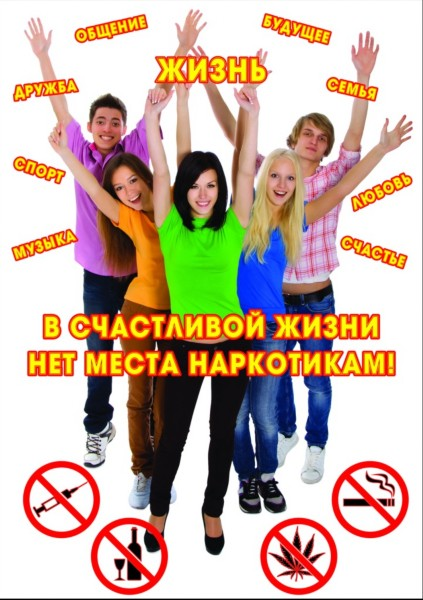 ОБЩЕНИЕ
БУДУЩЕЕ
ЖИЗНЬ
ДРУЖБА
СЕМЬЯ
СПОРТ
ЛЮБОВЬ
МУЗЫКА
СЧАСТЬЕ
В СЧАСТЛИВОЙ ЖИЗНИ
НЕТ МЕСТА НАРКОТИКАМ!